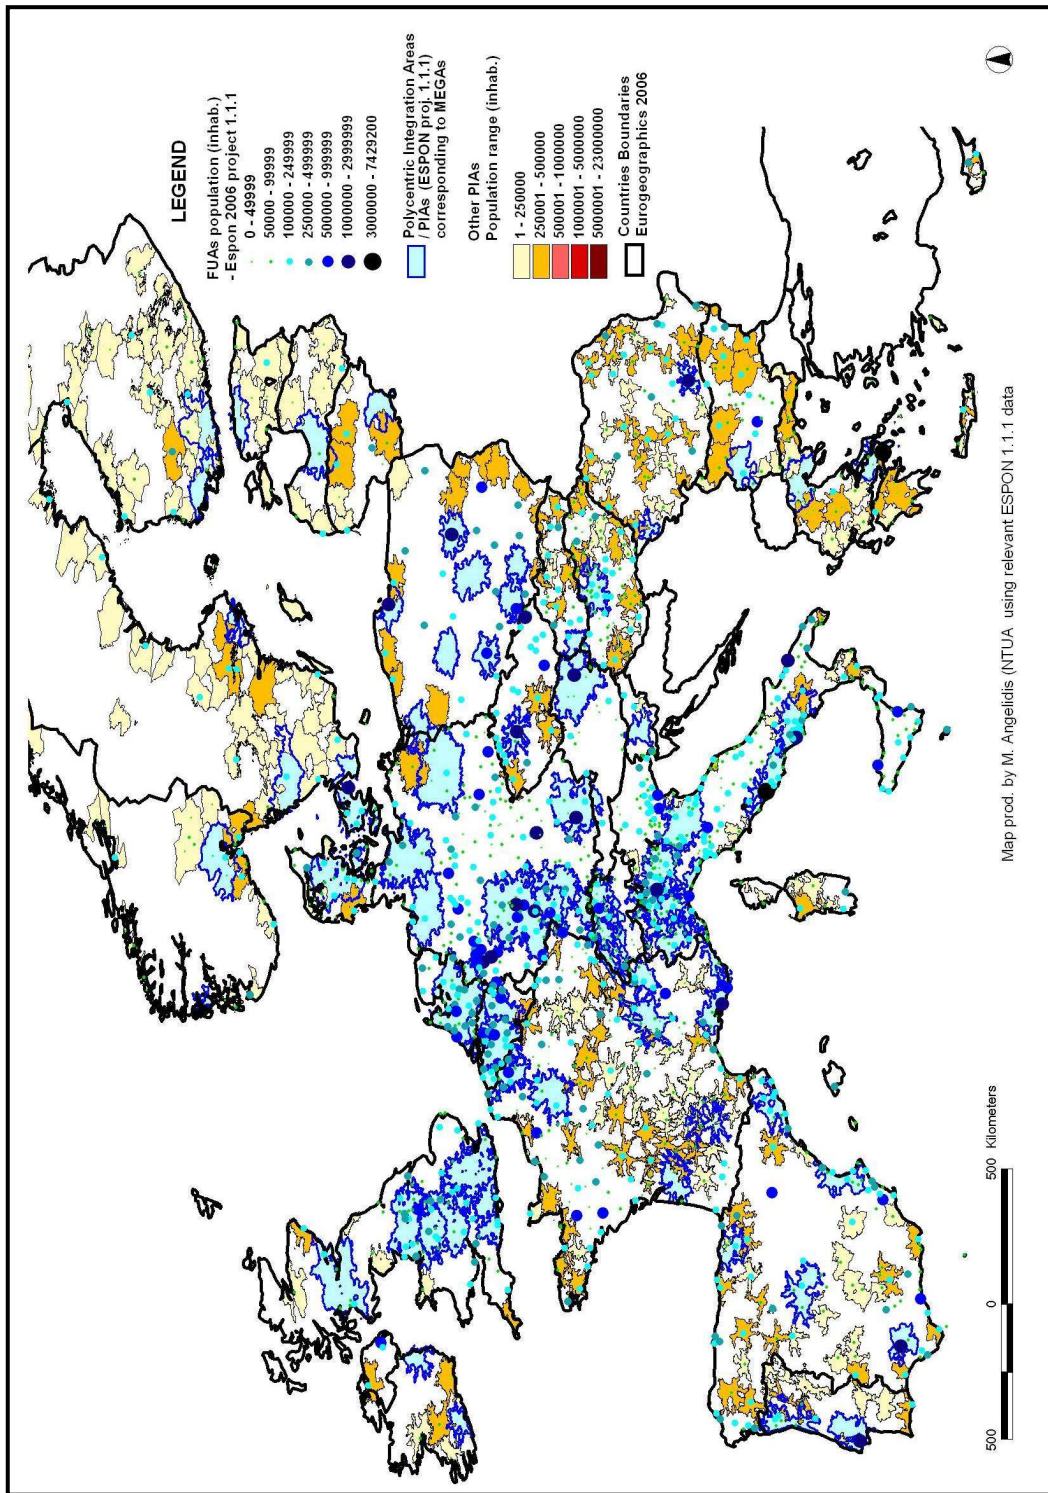 LEGEND
FUAs population (inhab.)
- Espon 2006 project 1.1.1
0 - 49999
50000 - 99999
100000 - 249999
250000 - 499999
500000 - 999999
1000000 - 2999999
3000000 - 7429200
Polycentric Integration Areas
/ PIAs (ESPON proj. 1.1.1)
corresponding to MEGAs
Other PIAs
Population range (inhab.)
1 - 250000
250001 - 500000
500001 - 1000000
1000001 - 5000000
5000001 - 23000000
Countries Boundaries
Eurgeographics 2006
500 0 500 Kilometers
Map prod. by M. Angelidis (NTUA using relevant ESPON 1.1.1 data